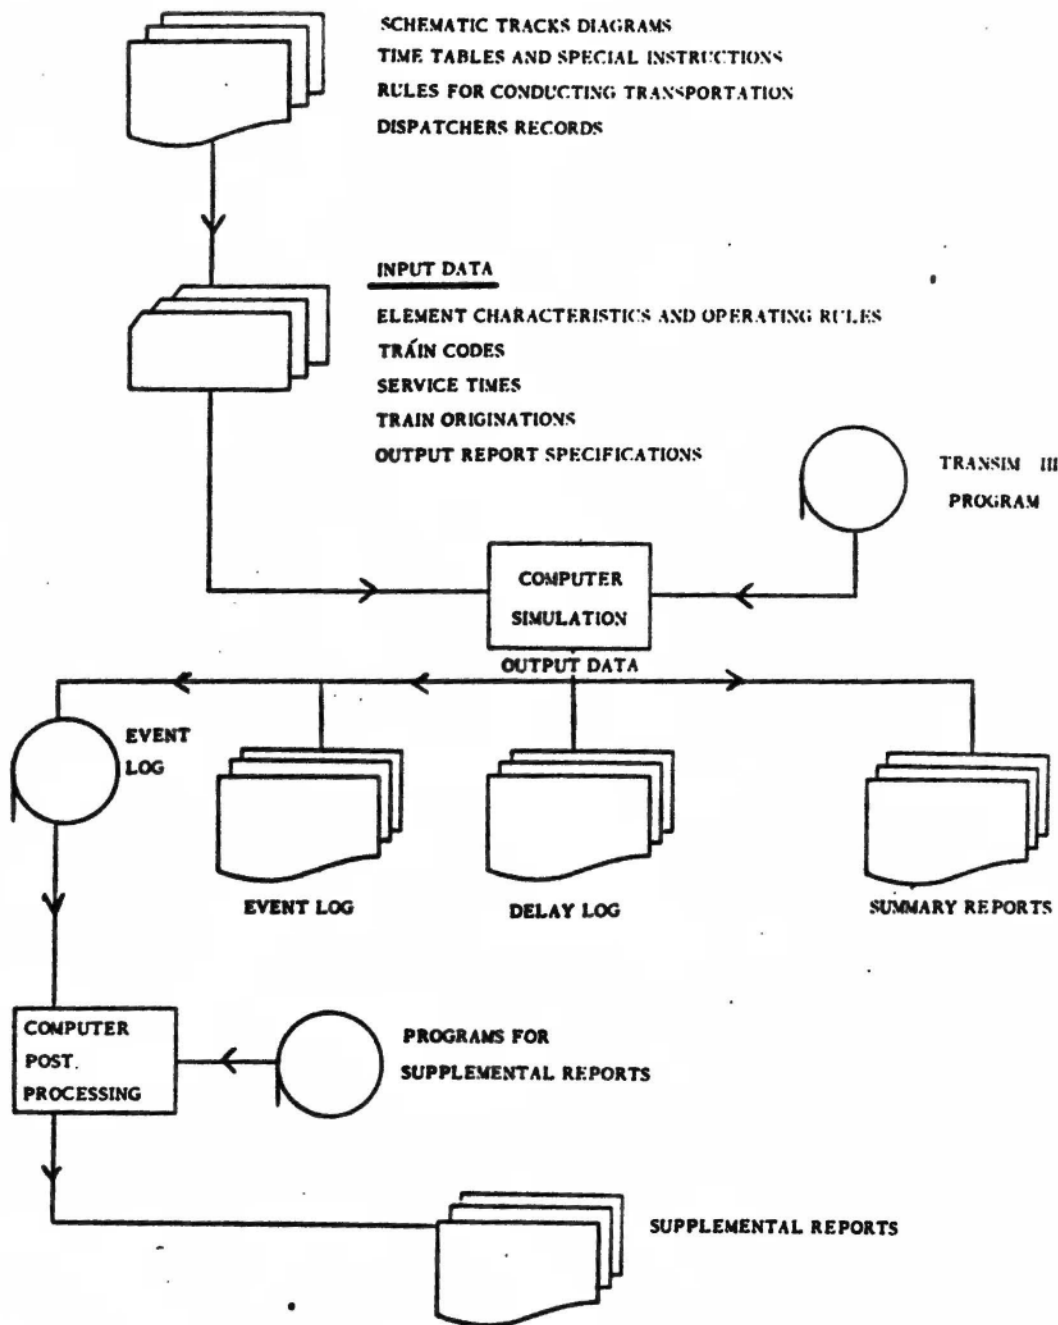 SCHEMATIC TRACKS DIAGRAMS
TIME TABLES AND SPECIAL INSTRUCTIONS
RULES FOR CONDUCTING TRANSPORTATION
DISPATCHERS RECORDS
INPUT DATA
ELEMENT CHARACTERISTICS AND OPERATING RULES
TRAIN CODES
SERVICE TIMES
TRAIN ORIGINATIONS
OUTPUT REPORT SPECIFICATIONS
TRANSIM III
PROGRAM
COMPUTER
SIMULATION
OUTPUT DATA
EVENT
LOG
EVENT LOG
DELAY LOG
SUMMARY REPORTS
COMPUTER
POST.
PROCESSING
PROGRAMS FOR
SUPPLEMENTAL REPORTS
SUPPLEMENTAL REPORTS